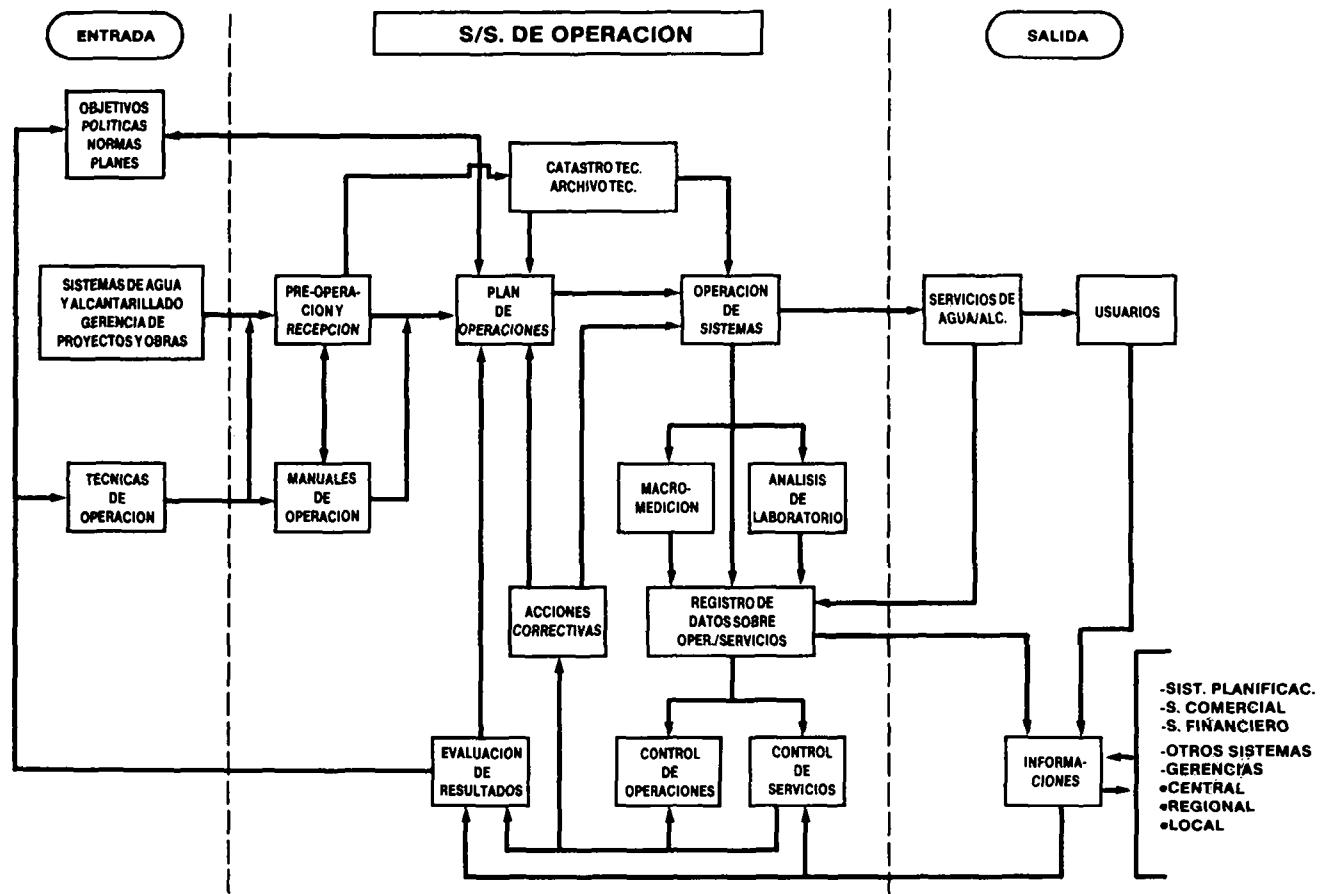 ENTRADA
S/S. DE OPERACION
SALIDA
OBJETIVOS
POLITICAS
NORMAS
PLANES
CATASTRO TEC.
ARCHIVO TEC.
SISTEMAS DE AGUA
Y ALCANTARILLADO
GERENCIA DE
PROYECTOS Y OBRAS
PRE-OPERA-
CION Y
RECEPCION
PLAN
DE
OPERACIONES
OPERACION
DE
SISTEMAS
SERVICIOS DE
AGUA/ALC.
USUARIOS
TECNICAS
DE
OPERACION
MANUALES
DE
OPERACION
MACRO-
MEDICION
ANALISIS
DE
LABORATORIO
ACCIONES
CORRECTIVAS
REGISTRO DE
DATOS SOBRE
OPER./SERVICIOS
EVALUACION
DE
RESULTADOS
CONTROL
DE
OPERACIONES
CONTROL
DE
SERVICIOS
INFORMA-
CIONES
-SIST. PLANIFICAC.
-S. COMERCIAL
-S. FINANCIERO
-OTROS SISTEMAS
-GERENCIAS
•CENTRAL
•REGIONAL
•LOCAL